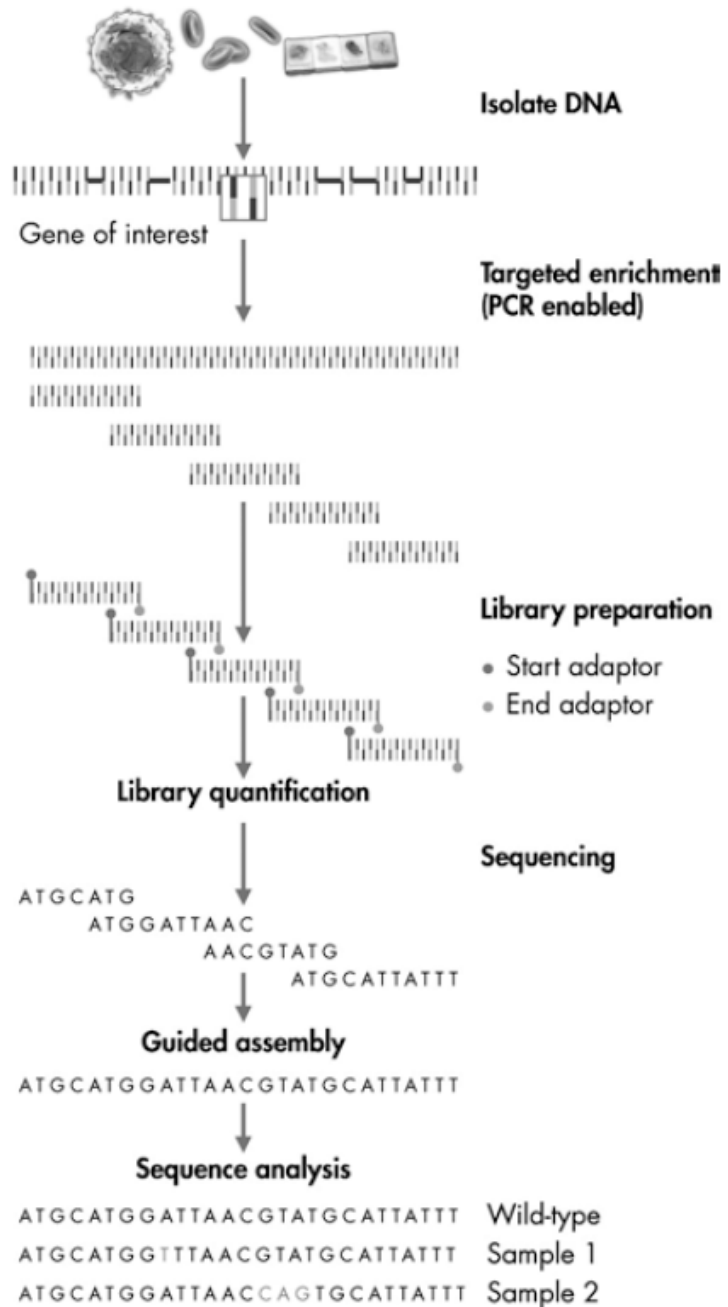 Isolate DNA
Gene of interest
Targeted enrichment
(PCR enabled)
Library preparation
Start adaptor
End adaptor
Library quantification
Sequencing
ATGCATG
ATGGATTAAC
AACGTATG
ATGCATTATTT
Guided assembly
ATGCATGGATTAACGTATGCATTATTT
Sequence analysis
ATGCATGGATTAACGTATGCATTATTT Wild-type
ATGCATGGTTTAACGTATGCATTATTT Sample 1
ATGCATGGATTAACCAGTGCATTATTT Sample 2